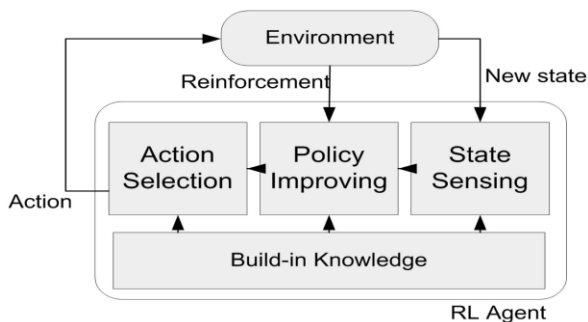 Environment
Reinforcement
New state
Action
Selection
Policy
Improving
State
Sensing
Action
Build-in Knowledge
RL Agent